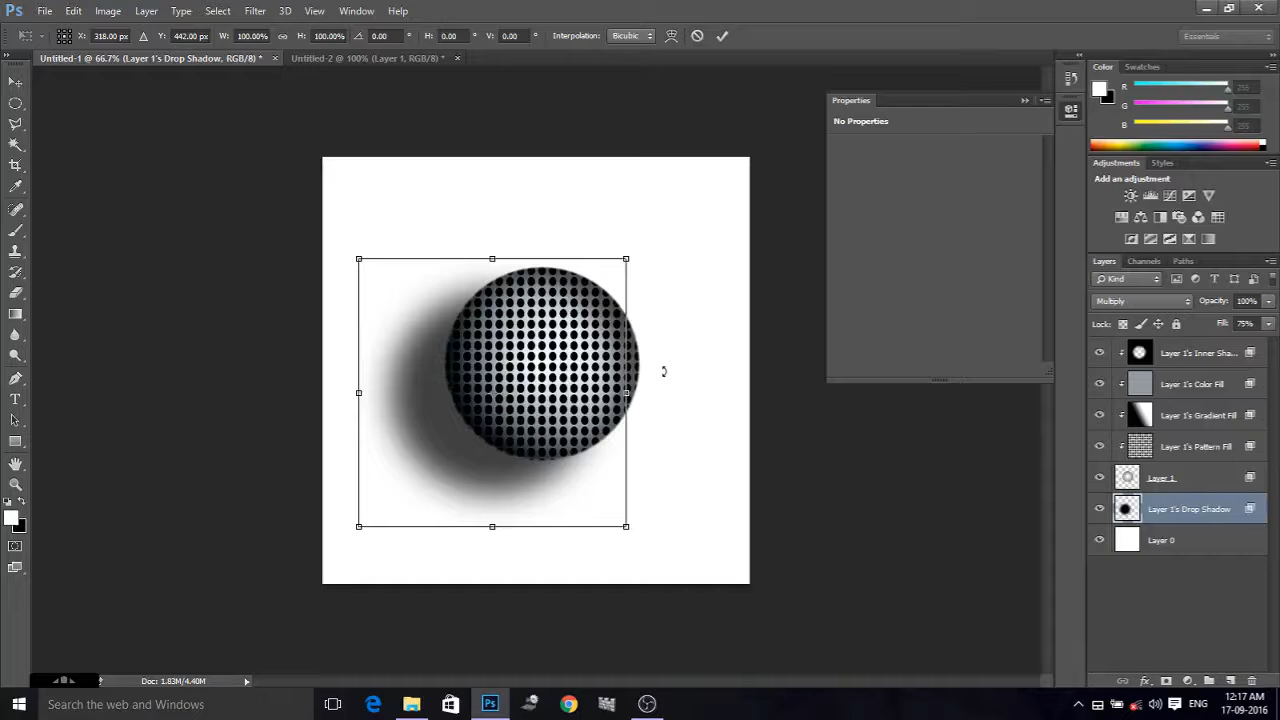 Ps File Edit Image Layer Type Select Filter 3D View Window Help
X: 318.00 px Y: 442.00 px W: 100.00% H: 100.00% 0.00 ° H: 0.00 ° V: 0.00 ° Interpolation: Bicubic Essentials
Untitled-1 @ 66.7% (Layer 1's Drop Shadow, RGB/8) * × Untitled-2 @ 100% (Layer 1, RGB/8) * ×
Color Swatches
R 255
G 255
B 255
Properties
No Properties
Adjustments Styles
Add an adjustment
Layers Channels Paths
Kind
Multiply Opacity: 100%
Lock: Fill: 75%
Layer 1's Inner Sha...
Layer 1's Color Fill
Layer 1's Gradient Fill
Layer 1's Pattern Fill
Layer 1
Layer 1's Drop Shadow
Layer 0
fx
Doc: 1.83M/4.40M
Search the web and Windows
ENG
12:17 AM
17-09-2016